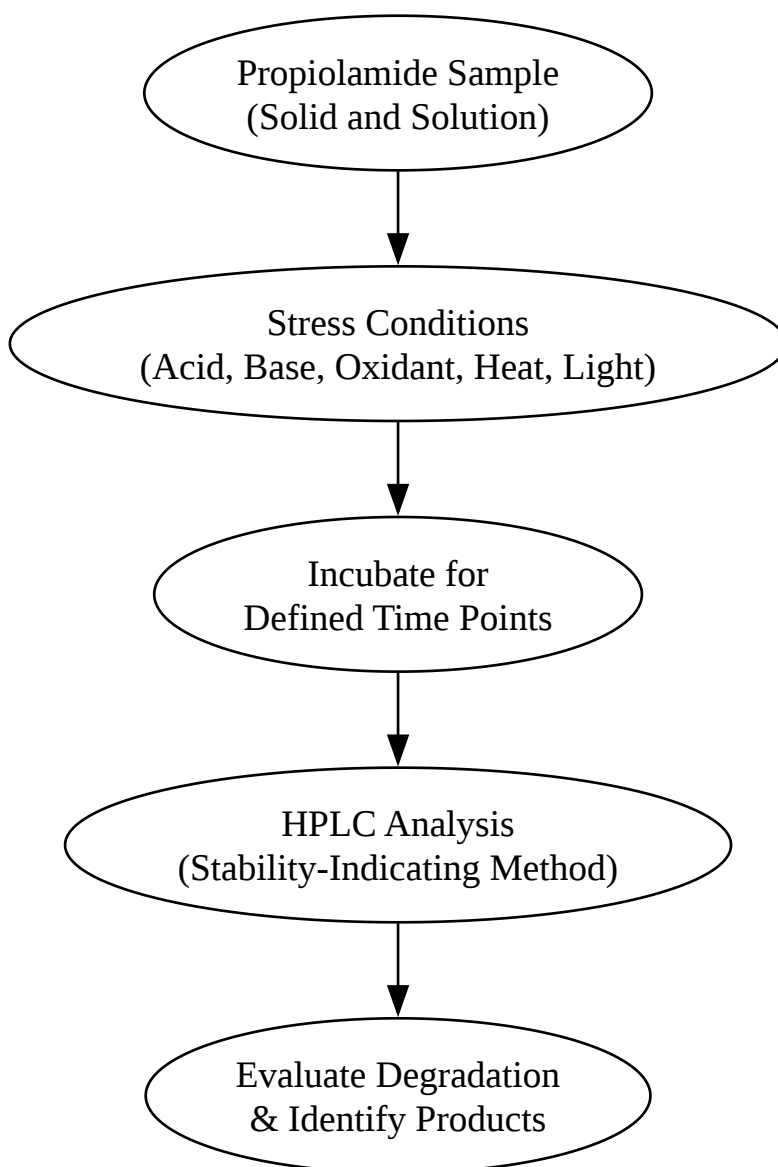 Propiolamide Sample
(Solid and Solution)
Stress Conditions
(Acid, Base, Oxidant, Heat, Light)
Incubate for
Defined Time Points
HPLC Analysis
(Stability-Indicating Method)
Evaluate Degradation
& Identify Products